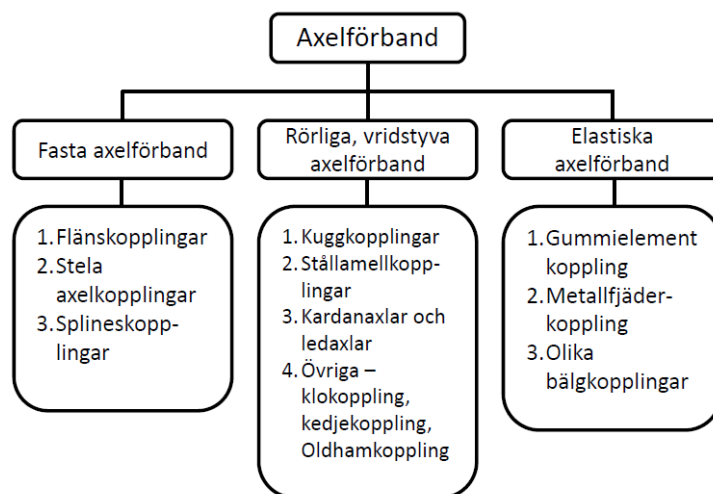 Axelförband
Fasta axelförband
Rörliga, vridstyva
axelförband
Elastiska
axelförband
1. Flänskopplingar
2. Stela
axelkopplingar
3. Splineskopp-
lingar
1. Kuggkopplingar
2. Stållamellkopp-
lingar
3. Kardanaxlar och
ledaxlar
4. Övriga –
klokoppling,
kedjekoppling,
Oldhamkoppling
1. Gummielement
koppling
2. Metallfjäder-
koppling
3. Olika
bälgkopplingar